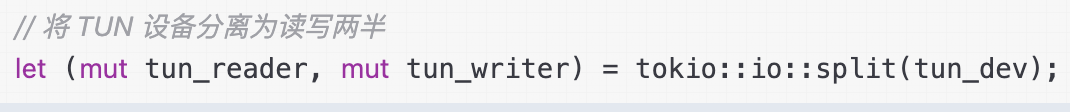 // 将 TUN 设备分离为读写两半
let (mut tun_reader, mut tun_writer) = tokio::io::split(tun_dev);